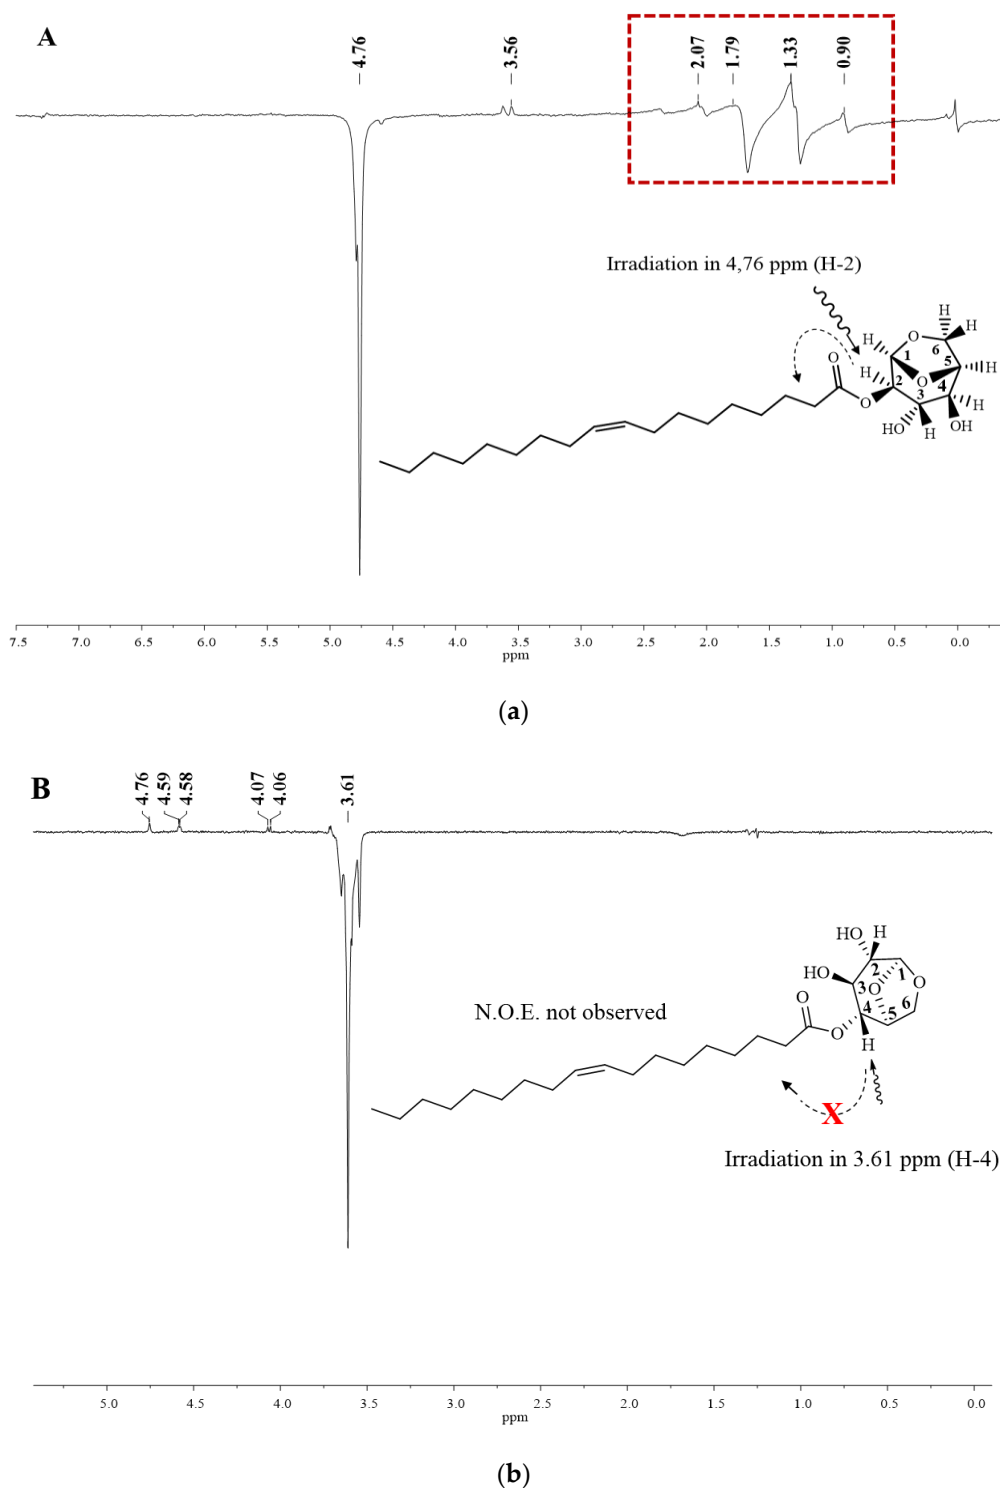 A
4.76
3.56
2.07
1.79
1.33
0.90
Irradiation in 4,76 ppm (H-2)
H
H
H
O
6
5
H
1
O
H
2
3
4
H
O
O
HO
H
OH
7.5 7.0 6.5 6.0 5.5 5.0 4.5 4.0 3.5 3.0 2.5 2.0 1.5 1.0 0.5 0.0
ppm
(a)
B
4.76
4.59
4.58
4.07
4.06
3.61
HO
H
2
1
HO
3
O
O
6
4
5
O
O
H
N.O.E. not observed
X
Irradiation in 3.61 ppm (H-4)
5.0 4.5 4.0 3.5 3.0 2.5 2.0 1.5 1.0 0.5 0.0
ppm
(b)